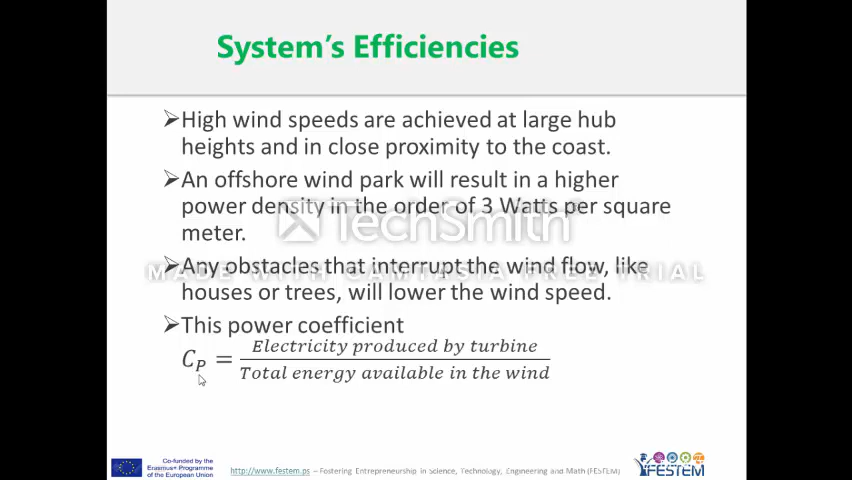 System's Efficiencies
➢High wind speeds are achieved at large hub
heights and in close proximity to the coast.
➢An offshore wind park will result in a higher
power density in the order of 3 Watts per square
meter.
TechSmith®
➢Any obstacles that interrupt the wind flow, like
MADE WITH CAMTASIA FREE TRIAL
houses or trees, will lower the wind speed.
➢This power coefficient
C_P = Electricity produced by turbine / Total energy available in the wind
Co-funded by the
Erasmus+ Programme
of the European Union
http://www.festem.ps – Fostering Entrepreneurship in Science, Technology, Engineering and Math (FESTEM)
FESTEM